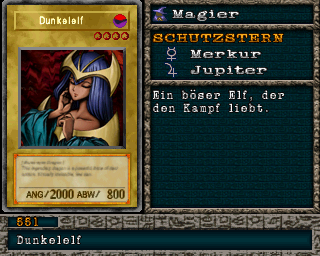 Dunkelelf
ANG/2000 ABW/ 800
Magier
SCHUTZSTERN
Merkur
Jupiter
Ein böser Elf, der
den Kampf liebt.
551
Dunkelelf